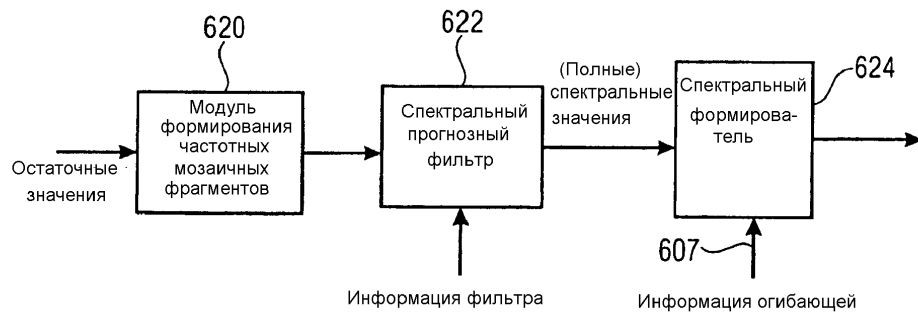 620
622
624
Модуль
формирования
частотных
мозаичных
фрагментов
Остаточные
значения
Спектральный
прогнозный
фильтр
(Полные)
спектральные
значения
Спектральный
формирова-
тель
607
Информация фильтра
Информация огибающей